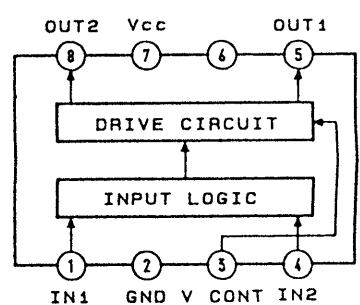 OUT2 Vcc OUT1
8 7 6 5
DRIVE CIRCUIT
INPUT LOGIC
1 2 3 4
IN1 GND V CONT IN2